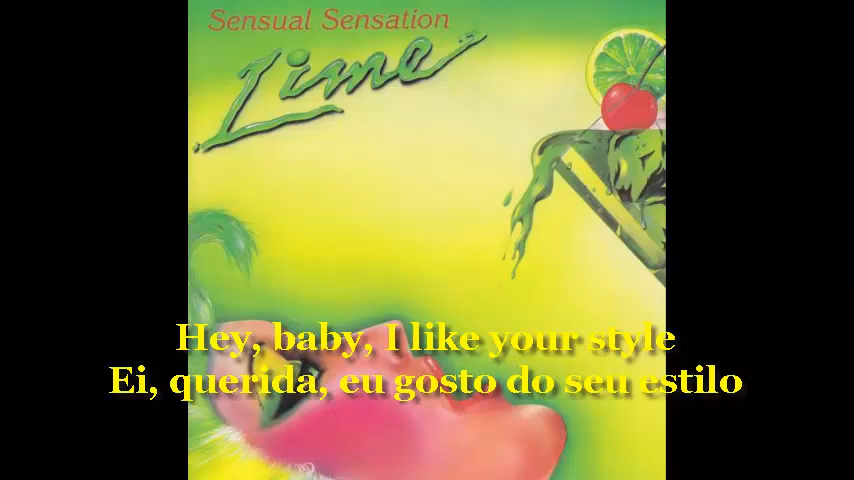 Sensual Sensation
Lime
Hey, baby, I like your style
Ei, querida, eu gosto do seu estilo